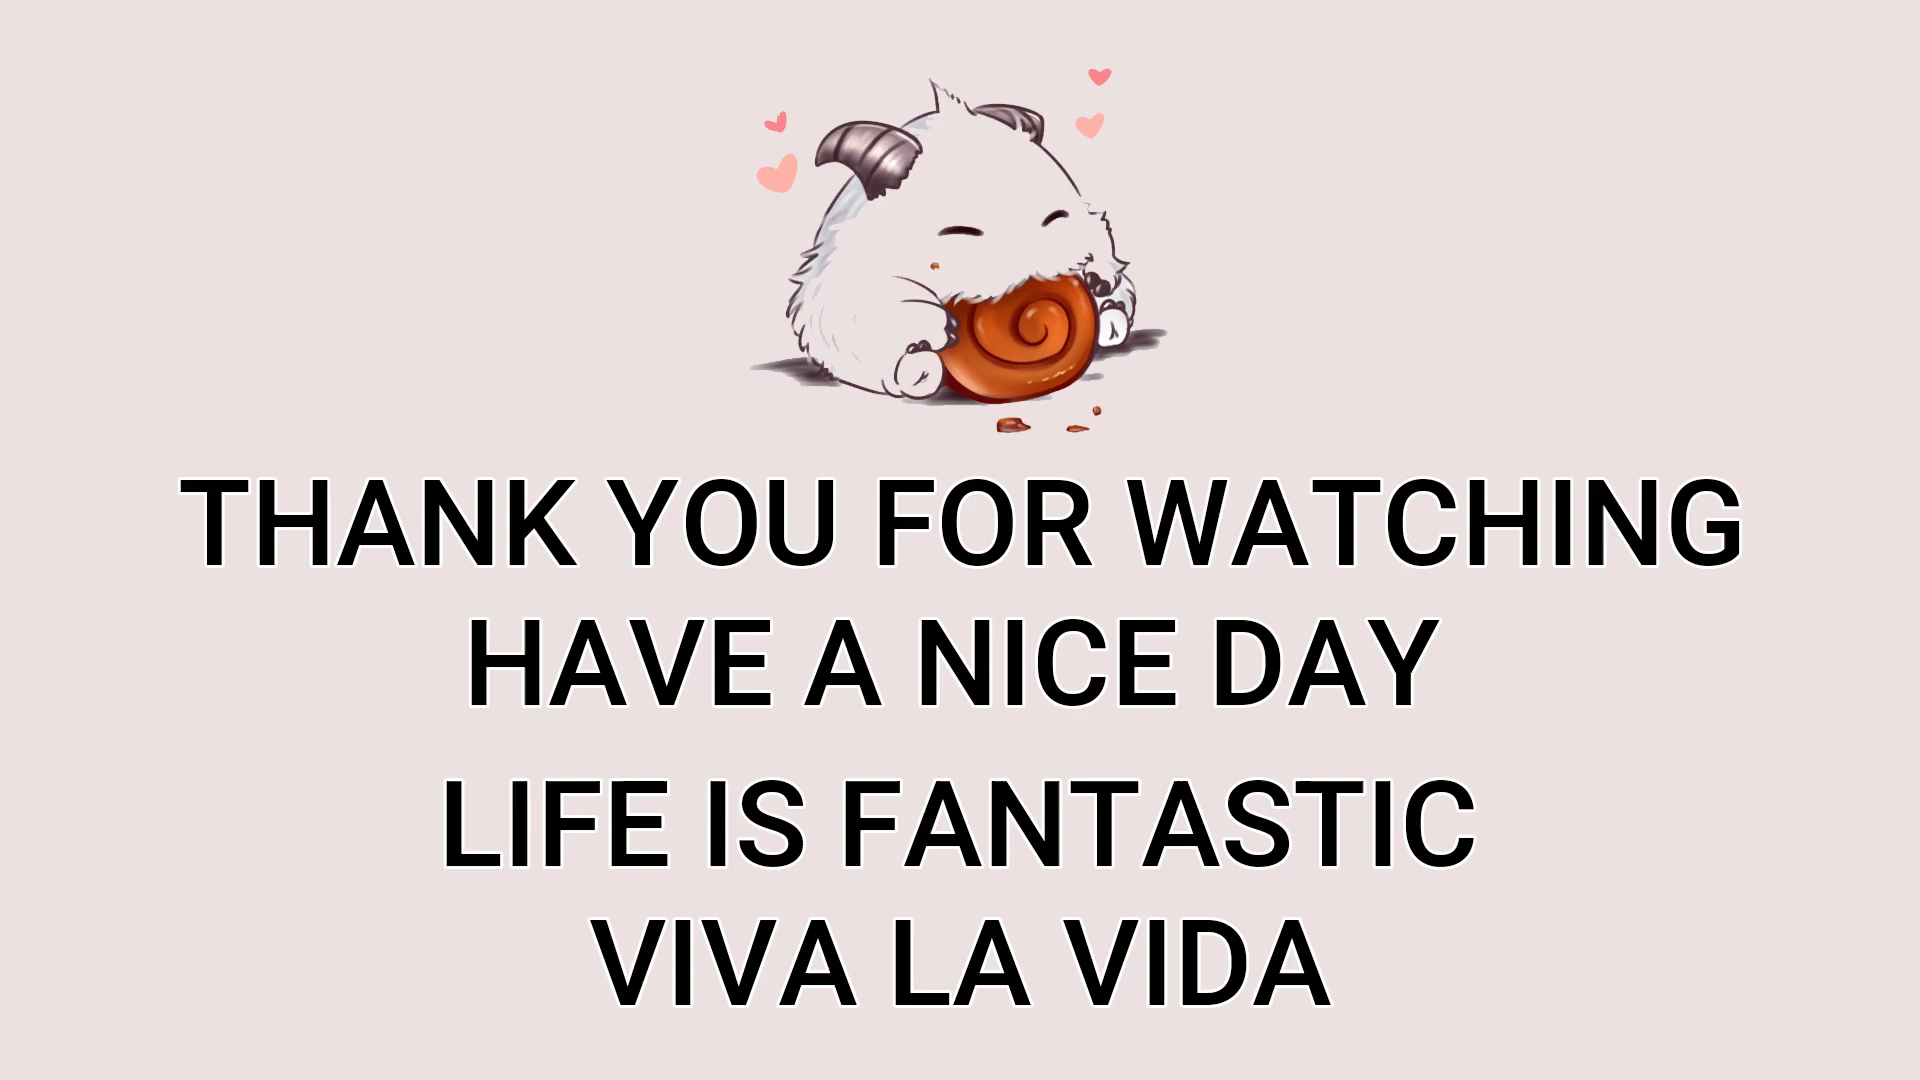 THANK YOU FOR WATCHING
HAVE A NICE DAY
LIFE IS FANTASTIC
VIVA LA VIDA